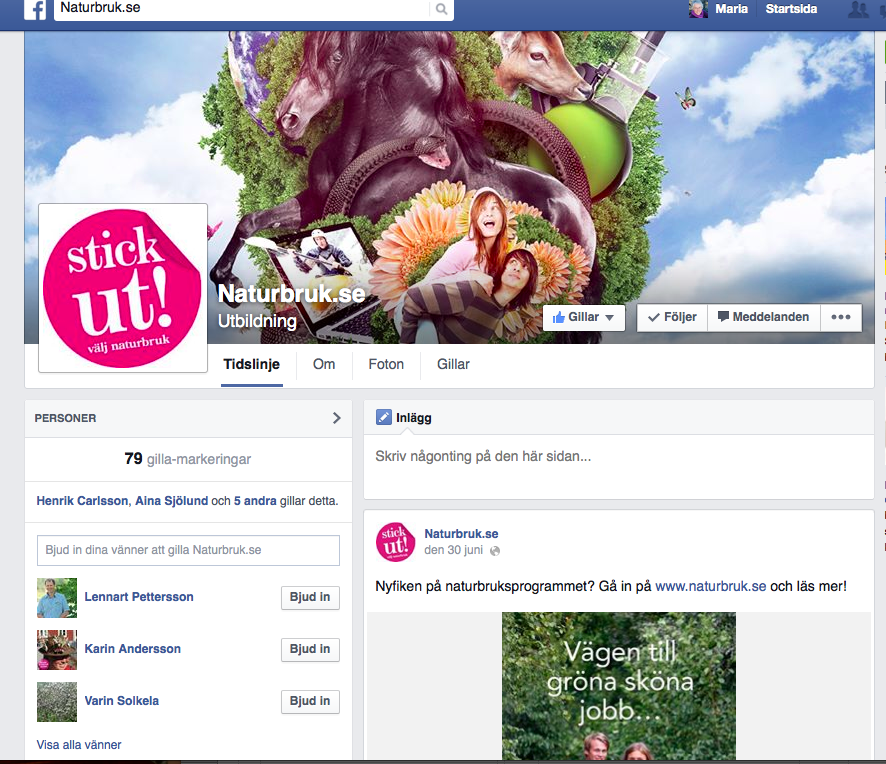 Naturbruk.se
Maria
Startsida
stick
ut!
välj naturbruk
Naturbruk.se
Utbildning
Gillar
Följer
Meddelanden
Tidslinje
Om
Foton
Gillar
PERSONER
79 gilla-markeringar
Henrik Carlsson, Aina Sjölund och 5 andra gillar detta.
Bjud in dina vänner att gilla Naturbruk.se
Lennart Pettersson
Bjud in
Karin Andersson
Bjud in
Varin Solkela
Bjud in
Visa alla vänner
Inlägg
Skriv någonting på den här sidan...
stick
ut!
Naturbruk.se
den 30 juni
Nyfiken på naturbruksprogrammet? Gå in på www.naturbruk.se och läs mer!
Vägen till
gröna sköna
jobb...